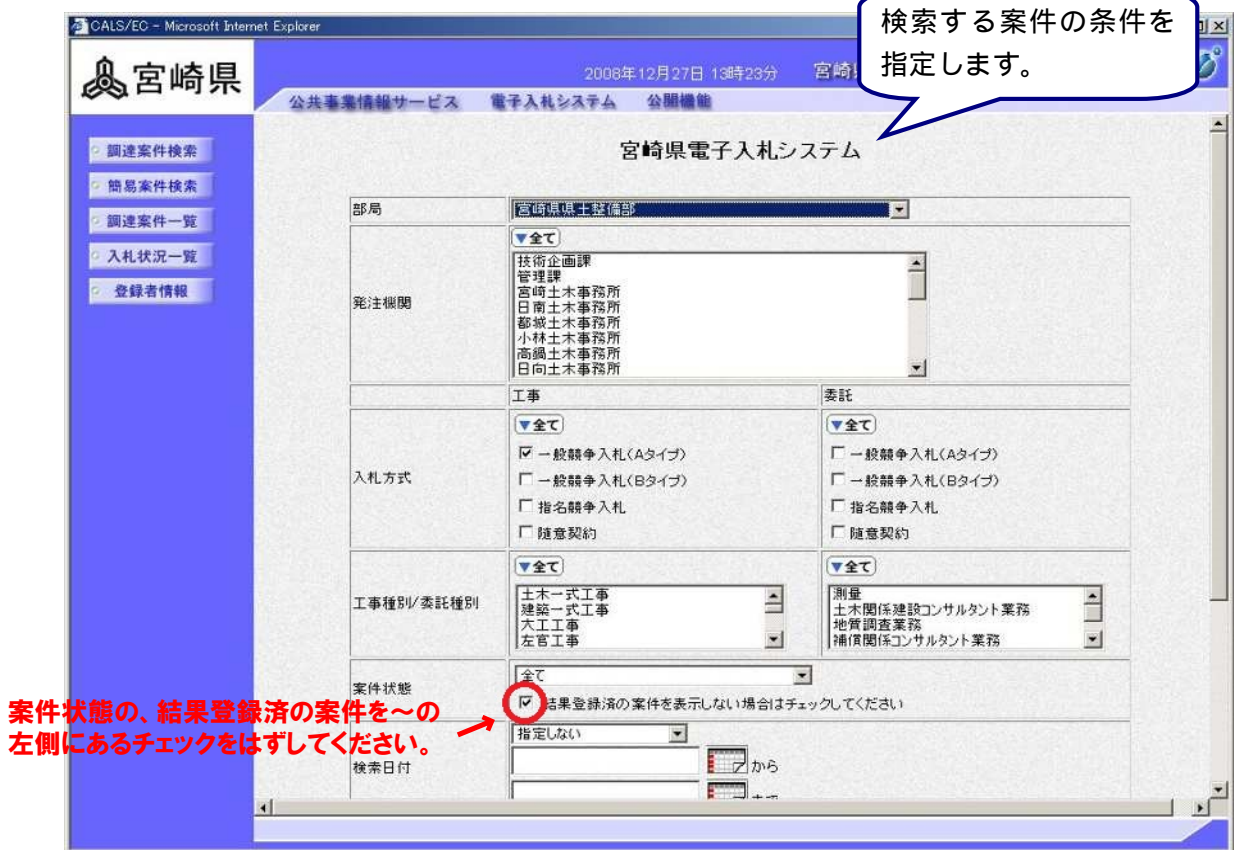 CALS/EC - Microsoft Internet Explorer
検索する案件の条件を
指定します。
宮崎県
2008年12月27日 13時23分
宮崎
公共事業情報サービス 電子入札システム 公開機能
調達案件検索
簡易案件検索
調達案件一覧
入札状況一覧
登録者情報
宮崎県電子入札システム
部局 宮崎県県土整備部
▼全て
発注機関
技術企画課
管理課
宮崎土木事務所
日南土木事務所
都城土木事務所
小林土木事務所
高鍋土木事務所
日向土木事務所
工事 委託
入札方式
▼全て ▼全て
一般競争入札(Aタイプ) 一般競争入札(Aタイプ)
一般競争入札(Bタイプ) 一般競争入札(Bタイプ)
指名競争入札 指名競争入札
随意契約 随意契約
工事種別/委託種別
▼全て ▼全て
土木一式工事 測量
建築一式工事 土木関係建設コンサルタント業務
大工工事 地質調査業務
左官工事 補償関係コンサルタント業務
案件状態
全て
結果登録済の案件を表示しない場合はチェックしてください
案件状態の、結果登録済の案件を～の
左側にあるチェックをはずしてください。
検索日付
指定しない
から